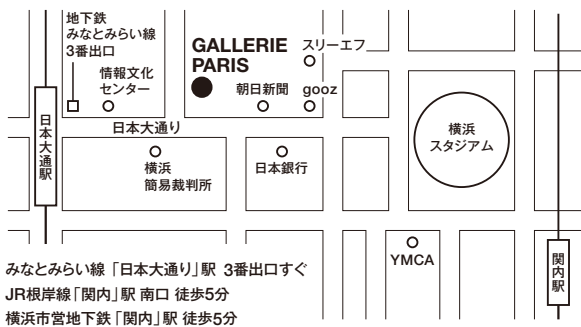 地下鉄
みなとみらい線
3番出口
GALLERIE
PARIS
スリーエフ
情報文化
センター
朝日新聞
gooz
日本大通り
日本大通駅
横浜
簡易裁判所
日本銀行
横浜
スタジアム
YMCA
関内駅
みなとみらい線「日本大通り」駅 3番出口すぐ
JR根岸線「関内」駅 南口 徒歩5分
横浜市営地下鉄「関内」駅 徒歩5分